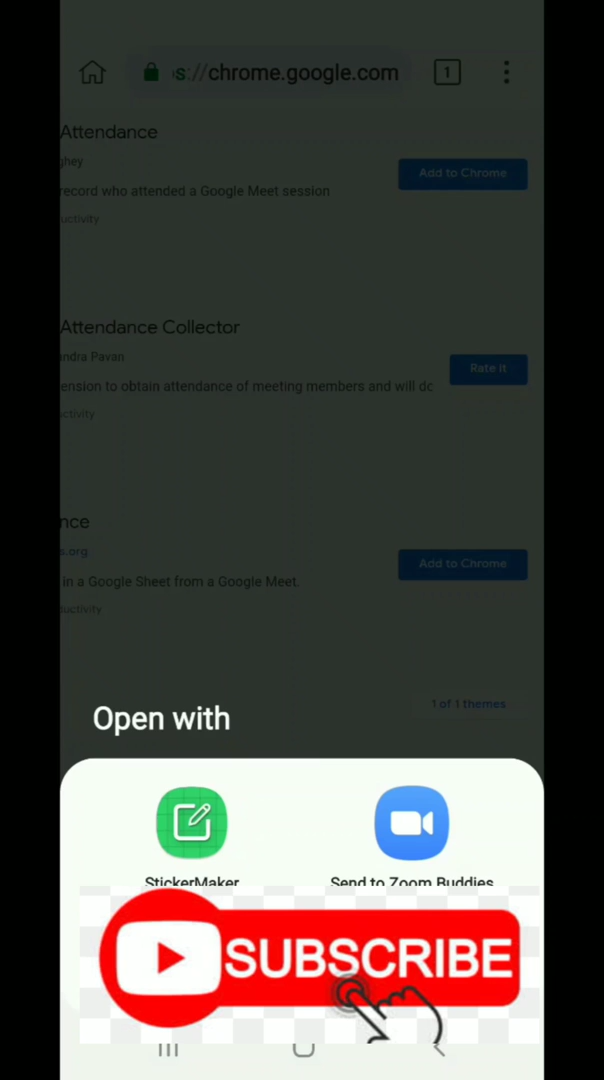 s://chrome.google.com
1
Attendance
ghey
Add to Chrome
record who attended a Google Meet session
uctivity
Attendance Collector
andra Pavan
Rate it
ension to obtain attendance of meeting members and will do
uctivity
nce
s.org
Add to Chrome
in a Google Sheet from a Google Meet.
ductivity
1 of 1 themes
Open with
StickerMaker
Send to Zoom Buddies
SUBSCRIBE